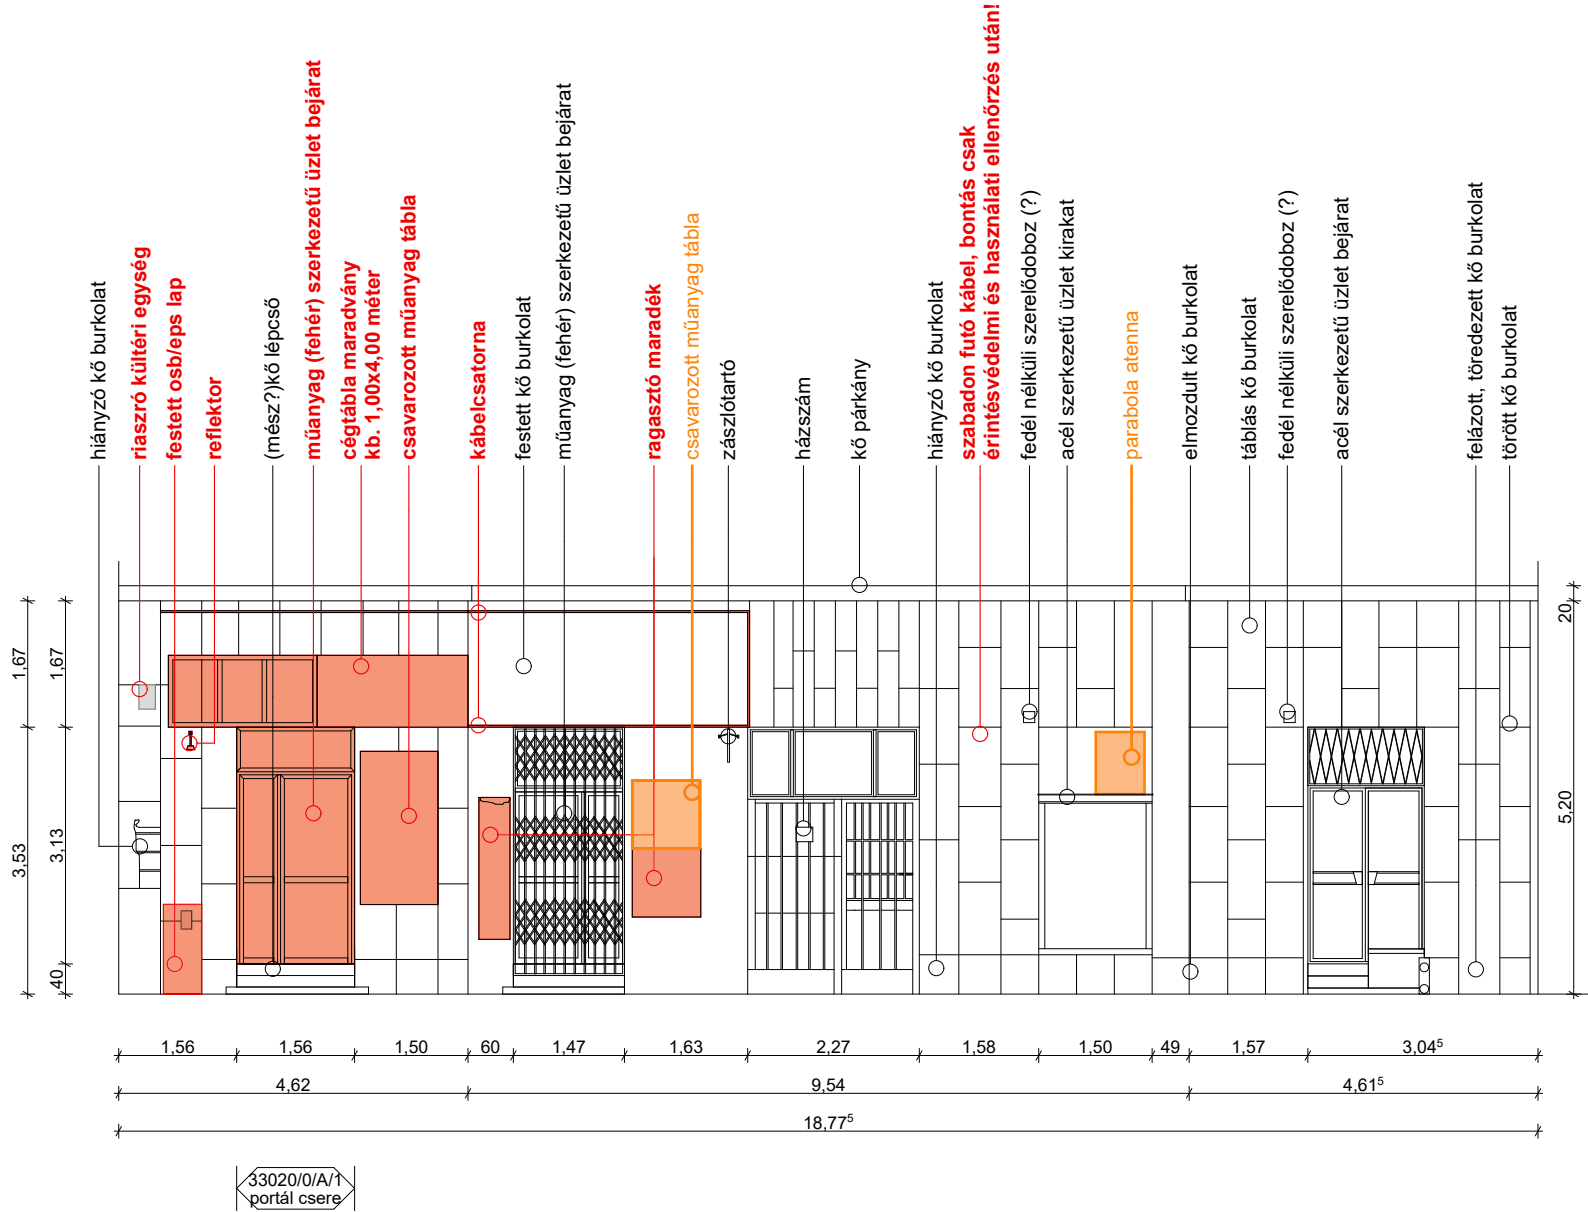 hiányzó kő burkolat
riaszró kültéri egység
festett osb/eps lap
reflektor
(mész?)kő lépcső
műanyag (fehér) szerkezetű üzlet bejárat
cégtábla maradvány
kb. 1,00x4,00 méter
csavarozott műanyag tábla
kábelcsatorna
festett kő burkolat
műanyag (fehér) szerkezetű üzlet bejárat
ragasztó maradék
csavarozott műanyag tábla
zászlótartó
házszám
kő párkány
hiányzó kő burkolat
szabadon futó kábel, bontás csak
érintésvédelmi és használati ellenőrzés után!
fedél nélküli szerelődoboz (?)
acél szerkezetű üzlet kirakat
parabola atenna
elmozdult kő burkolat
táblás kő burkolat
fedél nélküli szerelődoboz (?)
acél szerkezetű üzlet bejárat
felázott, töredezett kő burkolat
törött kő burkolat
1,67
3,53
1,67
3,13
40
20
5,20
1,56
1,56
1,50
60
1,47
1,63
2,27
1,58
1,50
49
1,57
3,04⁵
4,62
9,54
4,61⁵
18,77⁵
33020/0/A/1
portál csere